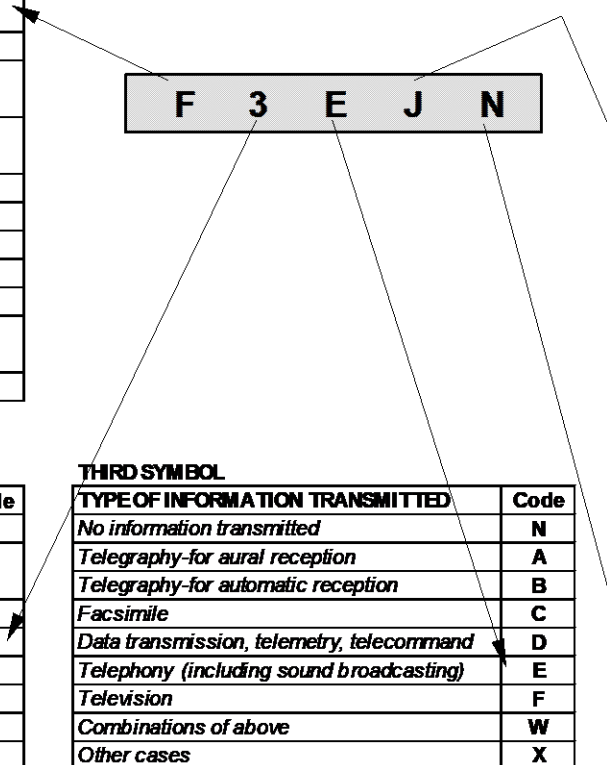 F 3 E J N
THIRD SYMBOL
le
TYPE OF INFORMATION TRANSMITTED Code
No information transmitted N
Telegraphy-for aural reception A
Telegraphy-for automatic reception B
Facsimile C
Data transmission, telemetry, telecommand D
Telephony (including sound broadcasting) E
Television F
Combinations of above W
Other cases X